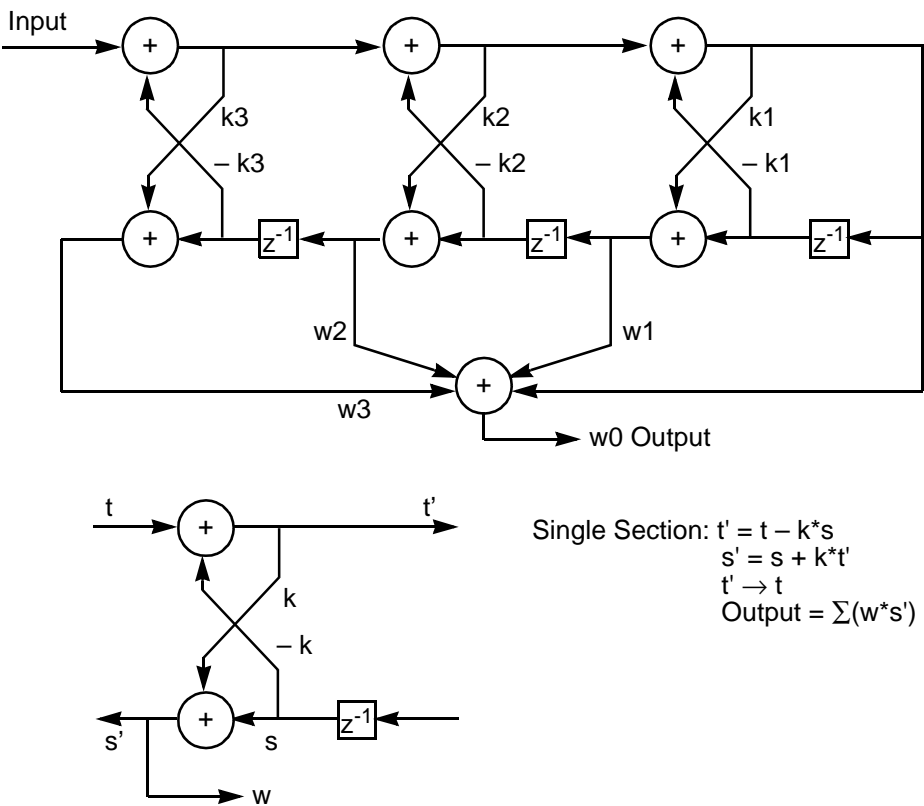 Input
+ + +
k3 k2 k1
– k3 – k2 – k1
+ z-1 + z-1 + z-1
w2 w1
+
w3
w0 Output
t t’
+
k
– k
+ z-1
s’ s
w
Single Section: t' = t – k*s
s' = s + k*t'
t' → t
Output = ∑(w*s')